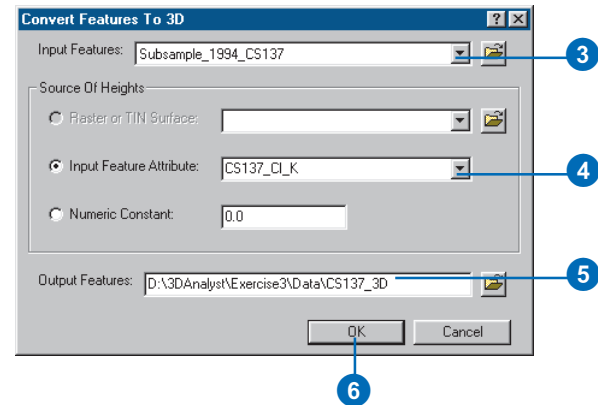 Convert Features To 3D
Input Features: Subsample_1994_CS137
3
Source Of Heights
Raster or TIN Surface:
Input Feature Attribute: CS137_CI_K
4
Numeric Constant: 0.0
Output Features: D:\3DAnalyst\Exercise3\Data\CS137_3D
5
OK Cancel
6